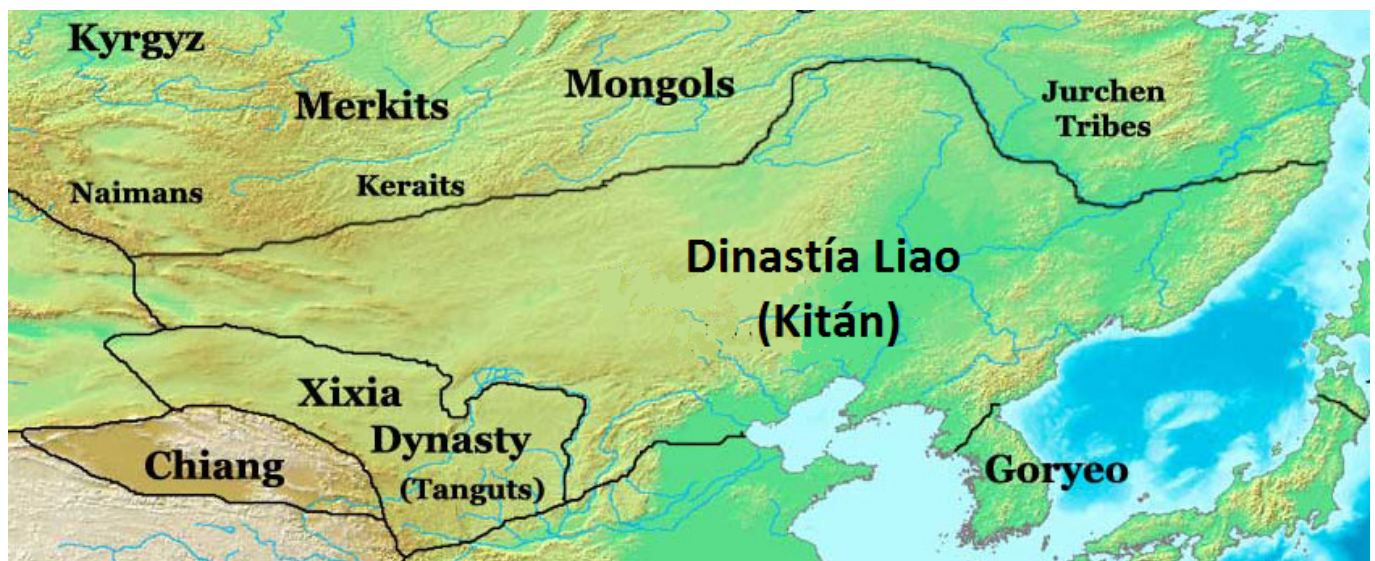 Kyrgyz
Merkits
Mongols
Jurchen
Tribes
Naimans
Keraits
Dinastía Liao
(Kitán)
Xixia
Dynasty
(Tanguts)
Chiang
Goryeo